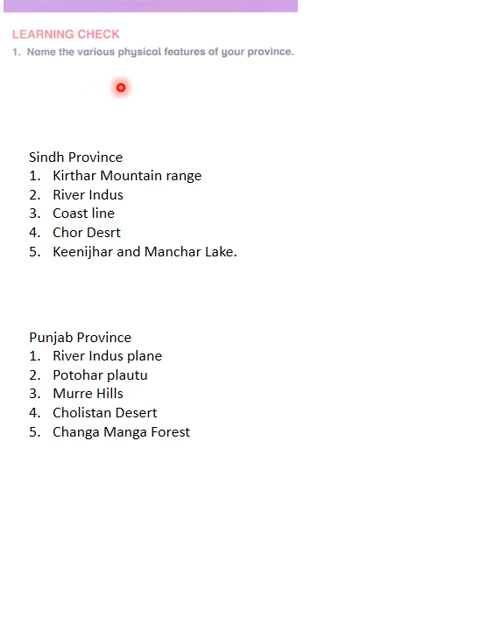 LEARNING CHECK
1. Name the various physical features of your province.
Sindh Province
1. Kirthar Mountain range
2. River Indus
3. Coast line
4. Chor Desrt
5. Keenijhar and Manchar Lake.
Punjab Province
1. River Indus plane
2. Potohar plautu
3. Murre Hills
4. Cholistan Desert
5. Changa Manga Forest